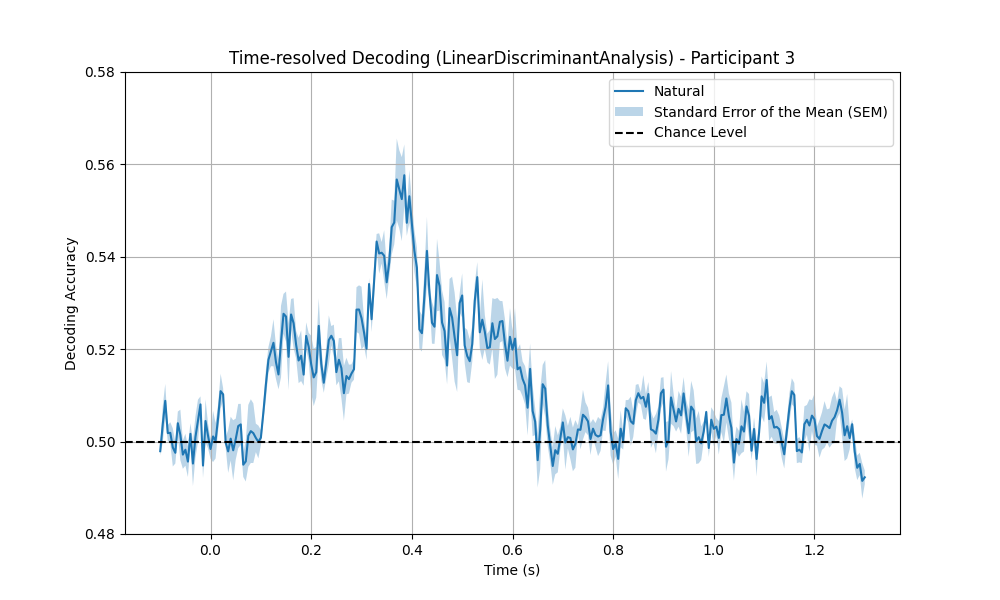 Time-resolved Decoding (LinearDiscriminantAnalysis) - Participant 3
Natural
Standard Error of the Mean (SEM)
Chance Level
Decoding Accuracy
0.58
0.56
0.54
0.52
0.50
0.48
0.0 0.2 0.4 0.6 0.8 1.0 1.2
Time (s)